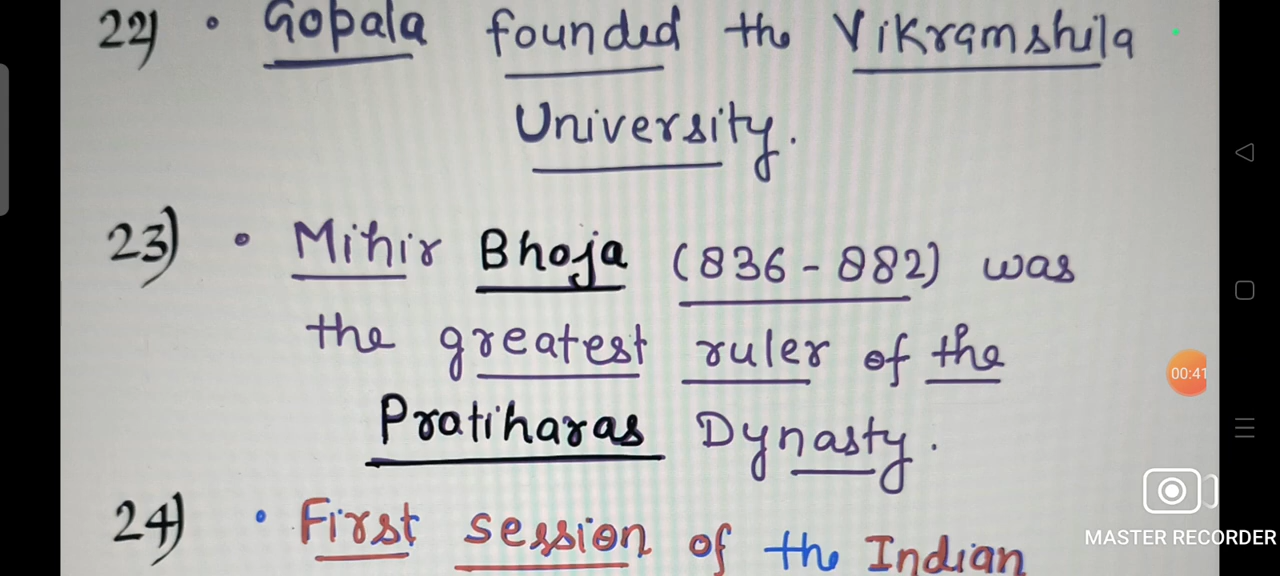 22) • Gopala founded the Vikramshila
University.
23) • Mihir Bhoja (836-882) was
the greatest ruler of the
Pratiharas Dynasty.
24) • First session of the Indian
00:41
MASTER RECORDER